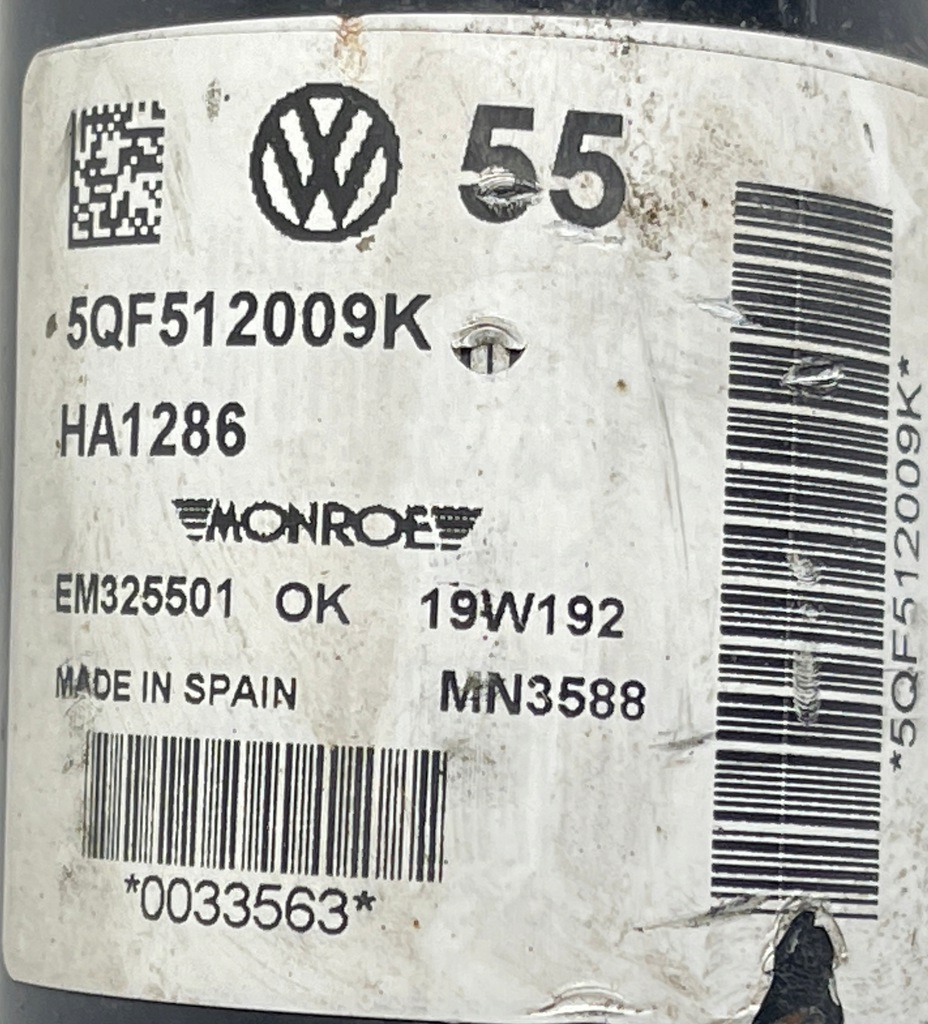 55
5QF512009K
HA1286
MONROE
EM325501 OK 19W192
MADE IN SPAIN MN3588
*0033563*
*5QF512009K*